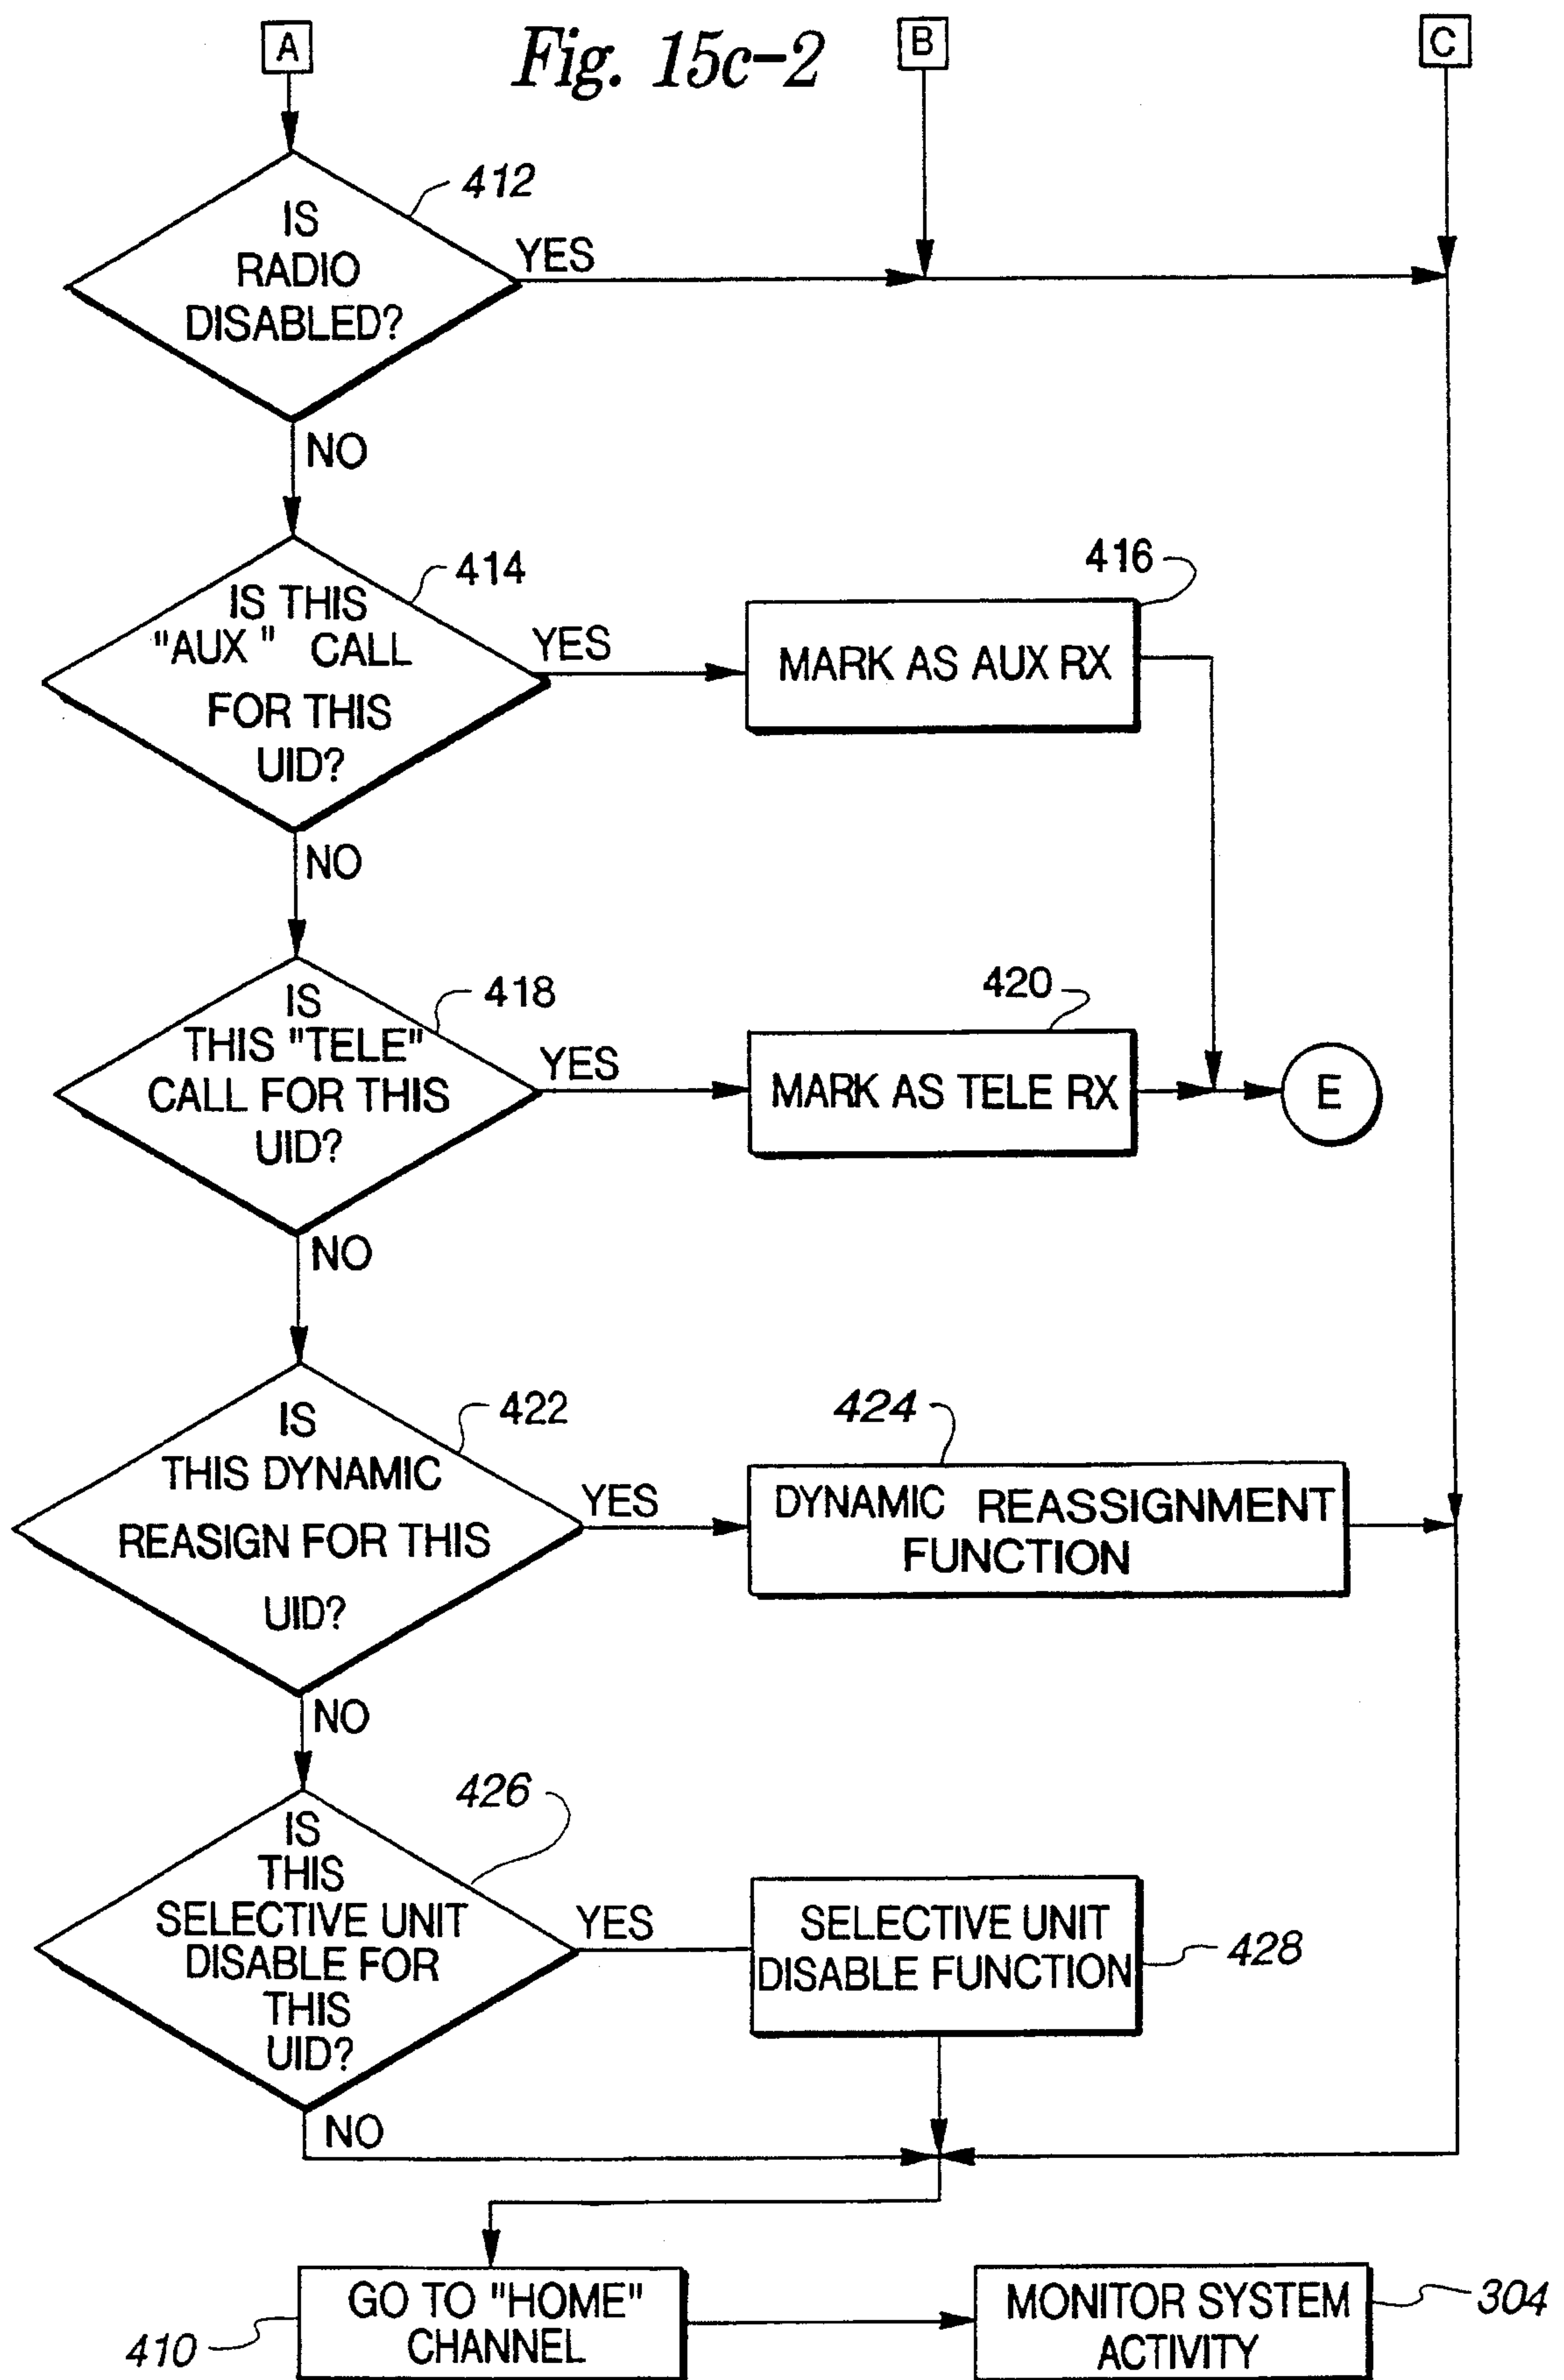 A
Fig. 15c-2
B
C
412
IS
RADIO
DISABLED?
YES
NO
414
IS THIS
"AUX" CALL
FOR THIS
UID?
YES
416
MARK AS AUX RX
NO
418
IS
THIS "TELE"
CALL FOR THIS
UID?
YES
420
MARK AS TELE RX
E
NO
422
IS
THIS DYNAMIC
REASIGN FOR THIS
UID?
YES
424
DYNAMIC REASSIGNMENT
FUNCTION
NO
426
IS
THIS
SELECTIVE UNIT
DISABLE FOR
THIS
UID?
YES
SELECTIVE UNIT
DISABLE FUNCTION
428
NO
GO TO "HOME"
CHANNEL
410
MONITOR SYSTEM
ACTIVITY
304